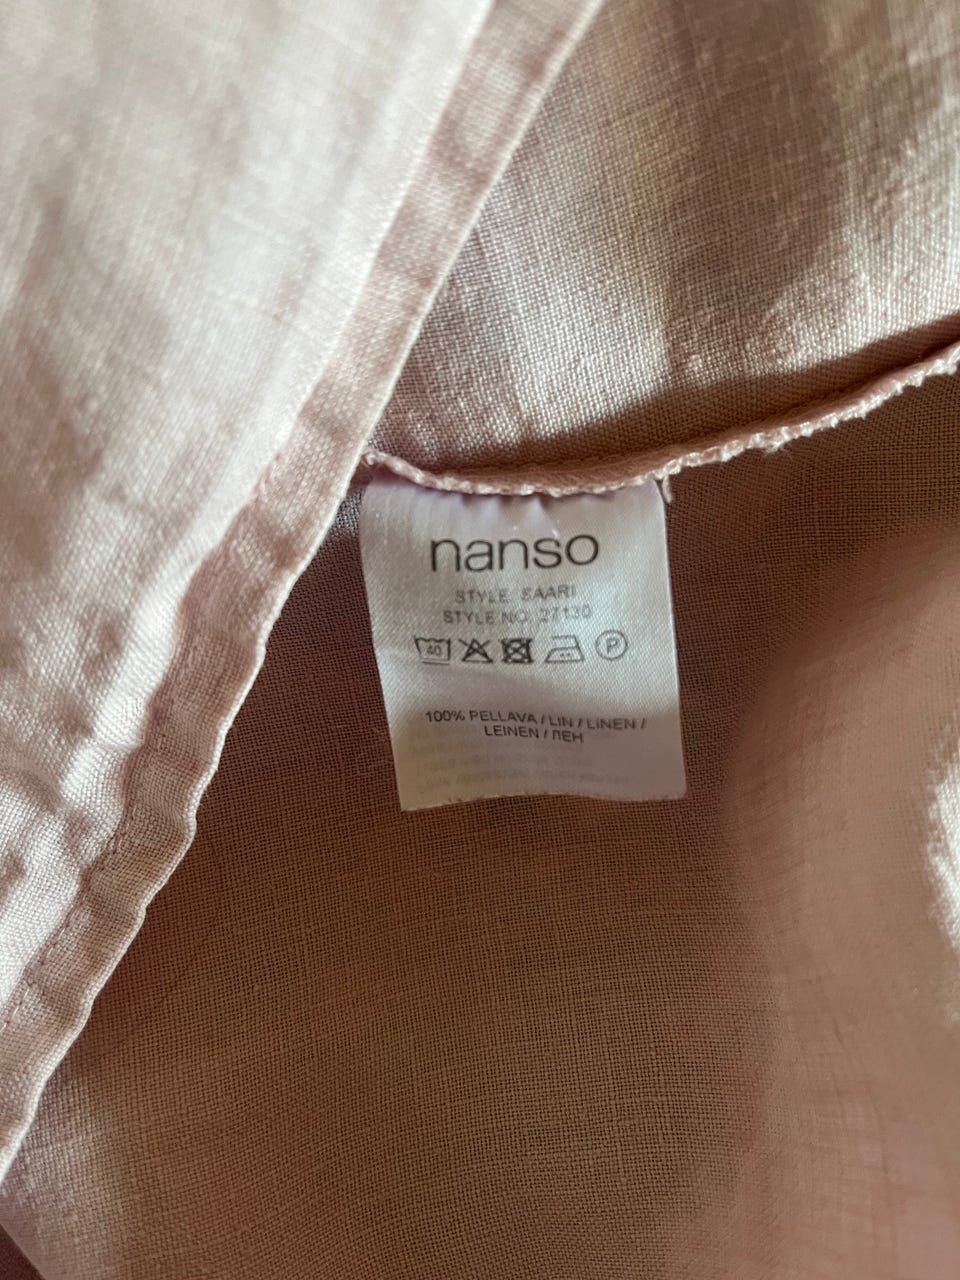 nanso
STYLE SAARI
STYLE NO. 27130
40 P
100% PELLAVA / LIN / LINEN /
LEINEN / ЛЕН